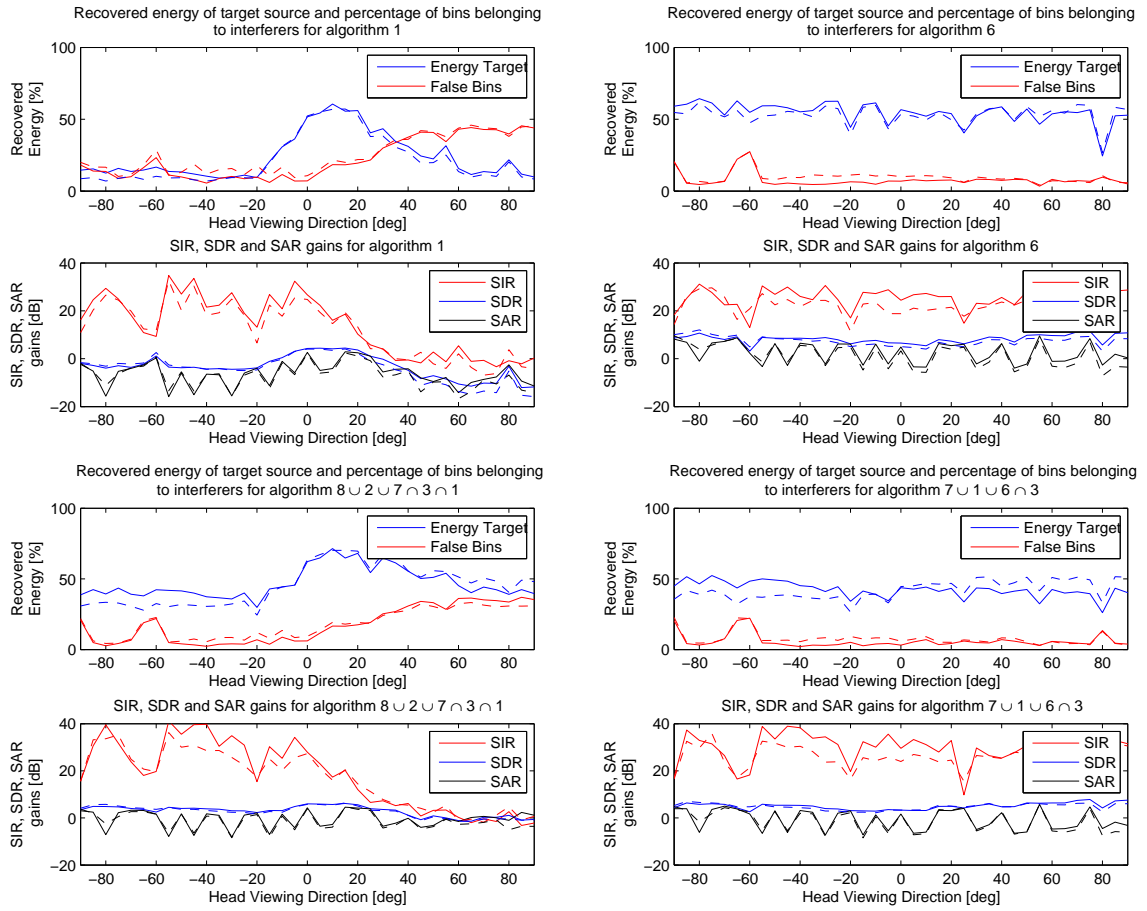 Recovered energy of target source and percentage of bins belonging
to interferers for algorithm 1
100
50
0
Recovered
Energy [%]
Energy Target
False Bins
−80 −60 −40 −20 0 20 40 60 80
Head Viewing Direction [deg]
SIR, SDR and SAR gains for algorithm 1
40
20
0
−20
SIR, SDR, SAR
gains [dB]
SIR
SDR
SAR
−80 −60 −40 −20 0 20 40 60 80
Head Viewing Direction [deg]
Recovered energy of target source and percentage of bins belonging
to interferers for algorithm 6
100
50
0
Recovered
Energy [%]
Energy Target
False Bins
−80 −60 −40 −20 0 20 40 60 80
Head Viewing Direction [deg]
SIR, SDR and SAR gains for algorithm 6
40
20
0
−20
SIR, SDR, SAR
gains [dB]
SIR
SDR
SAR
−80 −60 −40 −20 0 20 40 60 80
Head Viewing Direction [deg]
Recovered energy of target source and percentage of bins belonging
to interferers for algorithm 8 ∪ 2 ∪ 7 ∩ 3 ∩ 1
100
50
0
Recovered
Energy [%]
Energy Target
False Bins
−80 −60 −40 −20 0 20 40 60 80
Head Viewing Direction [deg]
SIR, SDR and SAR gains for algorithm 8 ∪ 2 ∪ 7 ∩ 3 ∩ 1
40
20
0
−20
SIR, SDR, SAR
gains [dB]
SIR
SDR
SAR
−80 −60 −40 −20 0 20 40 60 80
Head Viewing Direction [deg]
Recovered energy of target source and percentage of bins belonging
to interferers for algorithm 7 ∪ 1 ∪ 6 ∩ 3
100
50
0
Recovered
Energy [%]
Energy Target
False Bins
−80 −60 −40 −20 0 20 40 60 80
Head Viewing Direction [deg]
SIR, SDR and SAR gains for algorithm 7 ∪ 1 ∪ 6 ∩ 3
40
20
0
−20
SIR, SDR, SAR
gains [dB]
SIR
SDR
SAR
−80 −60 −40 −20 0 20 40 60 80
Head Viewing Direction [deg]